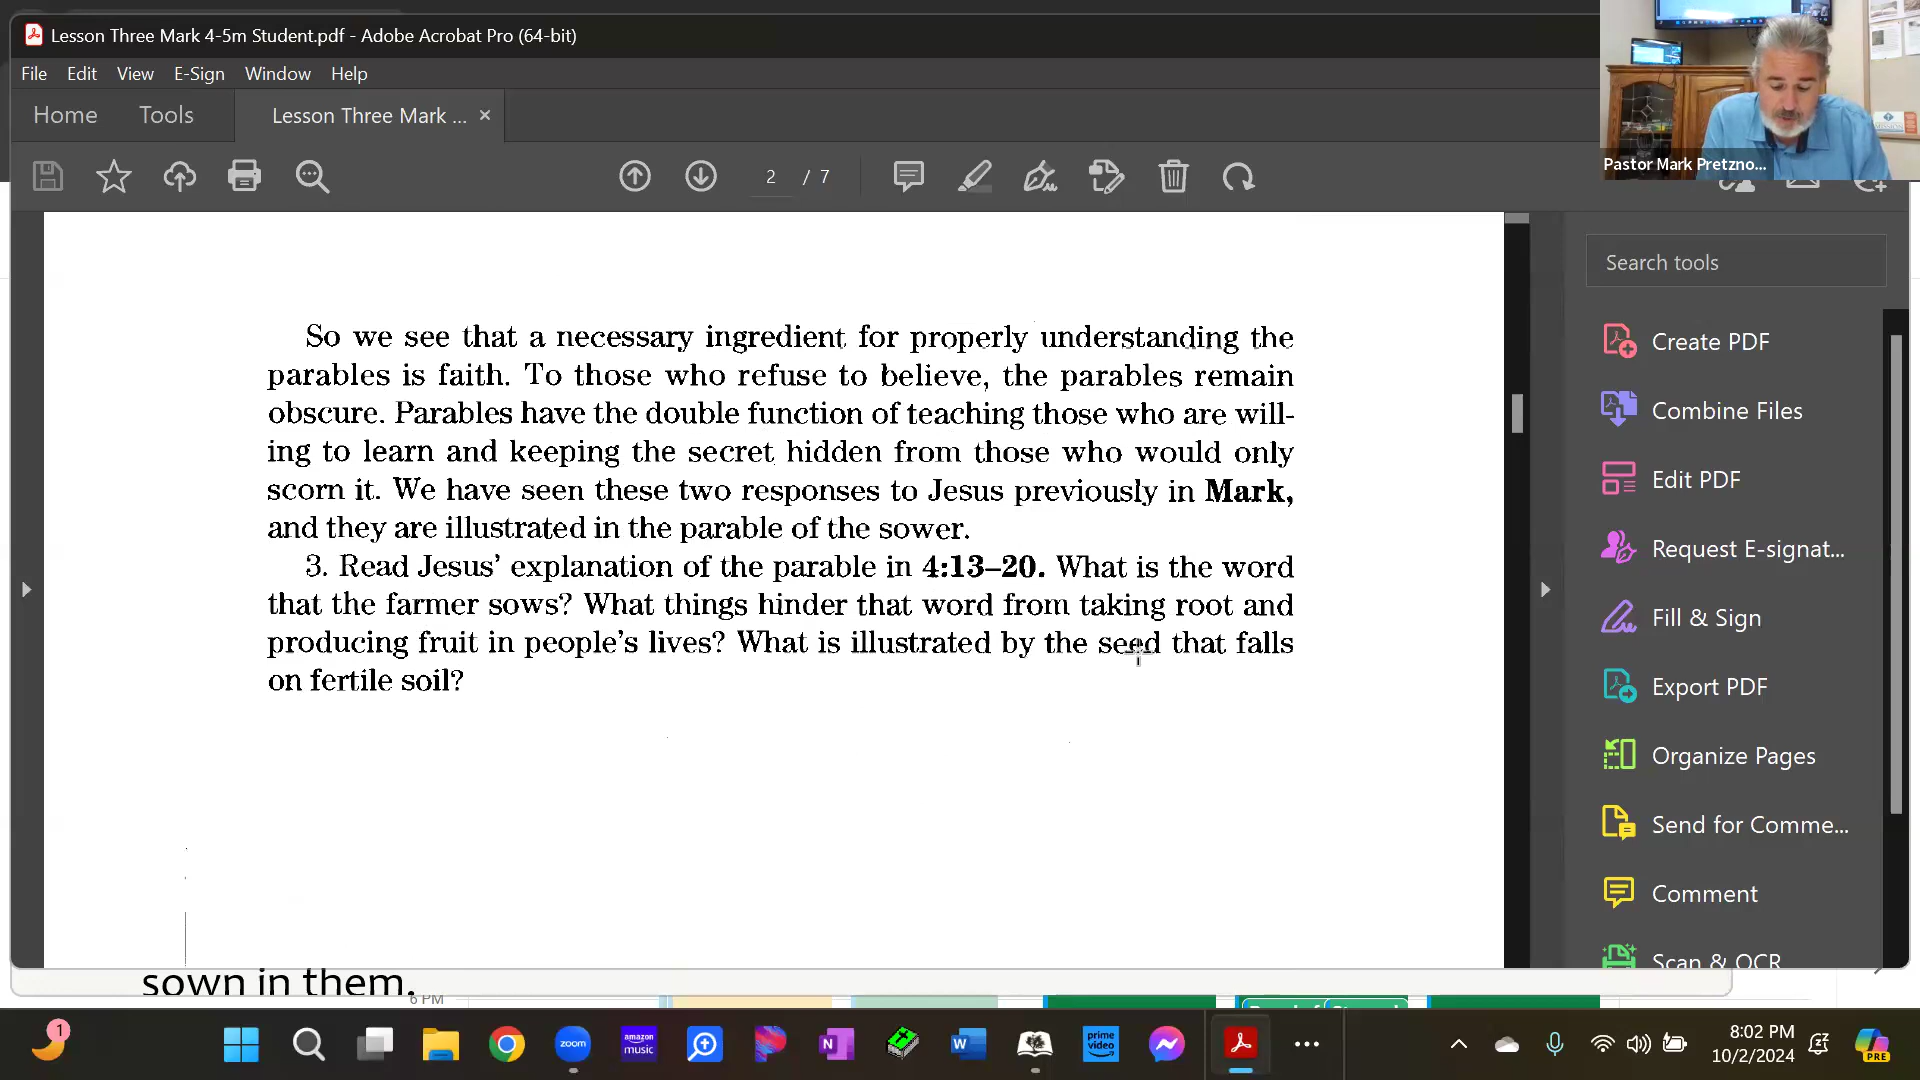 Lesson Three Mark 4-5m Student.pdf - Adobe Acrobat Pro (64-bit)
File Edit View E-Sign Window Help
Home Tools Lesson Three Mark ... ×
2 / 7
Pastor Mark Pretzno...
Search tools
So we see that a necessary ingredient for properly understanding the
parables is faith. To those who refuse to believe, the parables remain
obscure. Parables have the double function of teaching those who are will-
ing to learn and keeping the secret hidden from those who would only
scorn it. We have seen these two responses to Jesus previously in Mark,
and they are illustrated in the parable of the sower.
3. Read Jesus’ explanation of the parable in 4:13–20. What is the word
that the farmer sows? What things hinder that word from taking root and
producing fruit in people’s lives? What is illustrated by the seed that falls
on fertile soil?
Create PDF
Combine Files
Edit PDF
Request E-signat...
Fill & Sign
Export PDF
Organize Pages
Send for Comme...
Comment
Scan & OCR
sown in them.
6 PM
1
zoom
amazon
music
N
W
prime
video
...
8:02 PM
10/2/2024
PRE